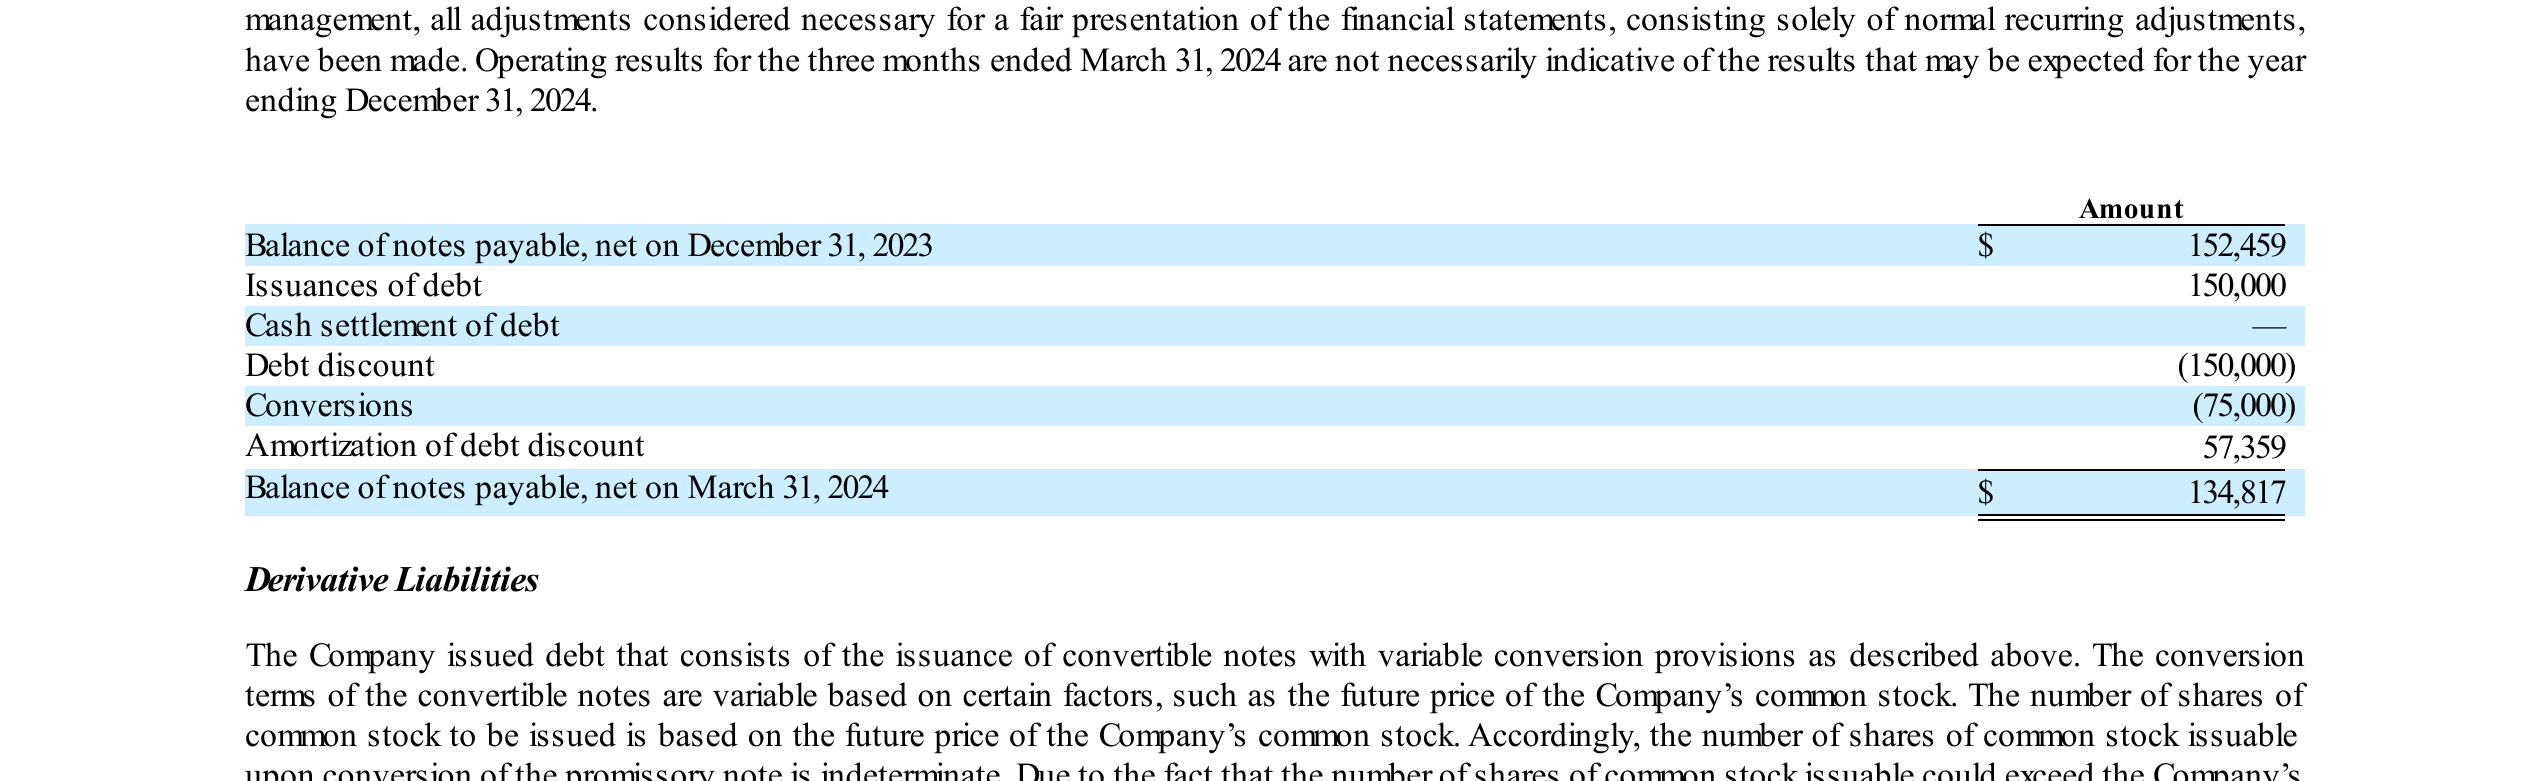 management, all adjustments considered necessary for a fair presentation of the financial statements, consisting solely of normal recurring adjustments,
have been made. Operating results for the three months ended March 31, 2024 are not necessarily indicative of the results that may be expected for the year
ending December 31, 2024.
Amount
Balance of notes payable, net on December 31, 2023 $ 152,459
Issuances of debt 150,000
Cash settlement of debt —
Debt discount (150,000)
Conversions (75,000)
Amortization of debt discount 57,359
Balance of notes payable, net on March 31, 2024 $ 134,817
Derivative Liabilities
The Company issued debt that consists of the issuance of convertible notes with variable conversion provisions as described above. The conversion
terms of the convertible notes are variable based on certain factors, such as the future price of the Company’s common stock. The number of shares of
common stock to be issued is based on the future price of the Company’s common stock. Accordingly, the number of shares of common stock issuable
upon conversion of the promissory note is indeterminate. Due to the fact that the number of shares of common stock issuable could exceed the Company’s